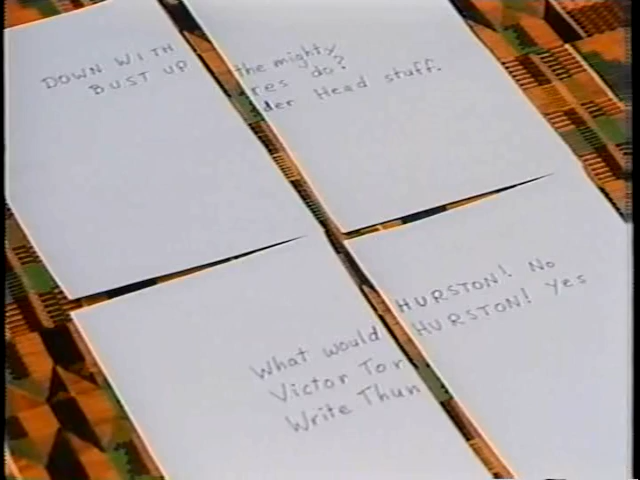 DOWN WITH
BUST UP
the mighty
res do?
der Head stuff.
What would
Victor Tor
Write Thun
HURSTON! No
HURSTON! Yes